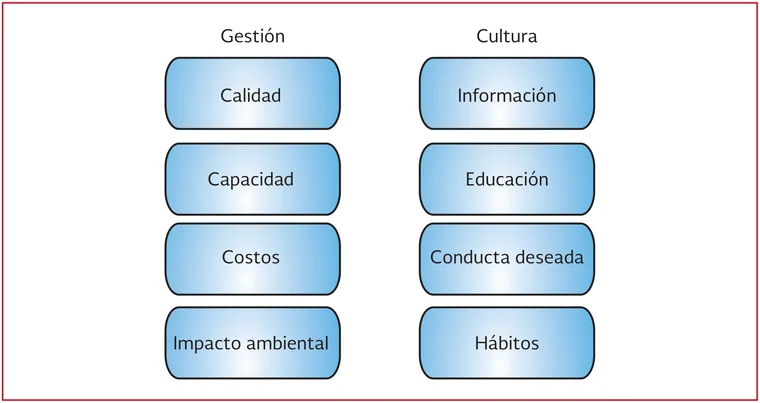 Gestión
Cultura
Calidad
Información
Capacidad
Educación
Costos
Conducta deseada
Impacto ambiental
Hábitos